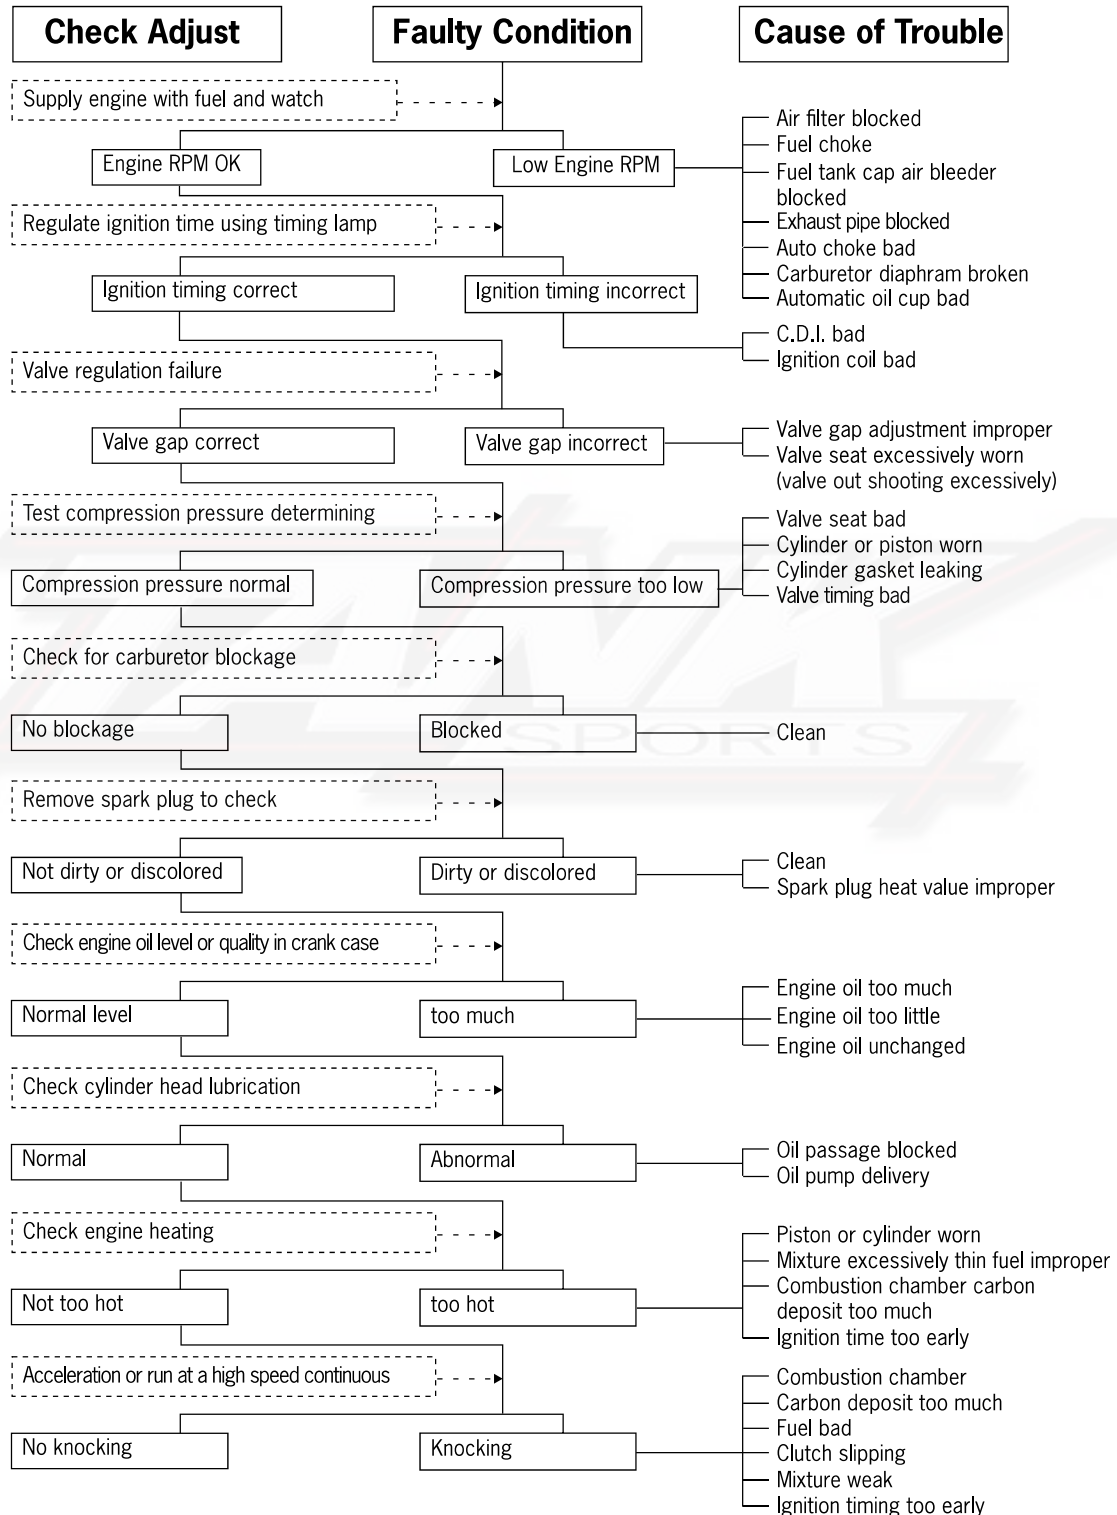 Check Adjust
Faulty Condition
Cause of Trouble
Supply engine with fuel and watch
Engine RPM OK
Low Engine RPM
Air filter blocked
Fuel choke
Fuel tank cap air bleeder
blocked
Exhaust pipe blocked
Auto choke bad
Carburetor diaphram broken
Automatic oil cup bad
Regulate ignition time using timing lamp
Ignition timing correct
Ignition timing incorrect
C.D.I. bad
Ignition coil bad
Valve regulation failure
Valve gap correct
Valve gap incorrect
Valve gap adjustment improper
Valve seat excessively worn
(valve out shooting excessively)
Test compression pressure determining
Compression pressure normal
Compression pressure too low
Valve seat bad
Cylinder or piston worn
Cylinder gasket leaking
Valve timing bad
Check for carburetor blockage
No blockage
Blocked
Clean
Remove spark plug to check
Not dirty or discolored
Dirty or discolored
Clean
Spark plug heat value improper
Check engine oil level or quality in crank case
Normal level
too much
Engine oil too much
Engine oil too little
Engine oil unchanged
Check cylinder head lubrication
Normal
Abnormal
Oil passage blocked
Oil pump delivery
Check engine heating
Not too hot
too hot
Piston or cylinder worn
Mixture excessively thin fuel improper
Combustion chamber carbon
deposit too much
Ignition time too early
Acceleration or run at a high speed continuous
No knocking
Knocking
Combustion chamber
Carbon deposit too much
Fuel bad
Clutch slipping
Mixture weak
Ignition timing too early
TANK
SPORTS